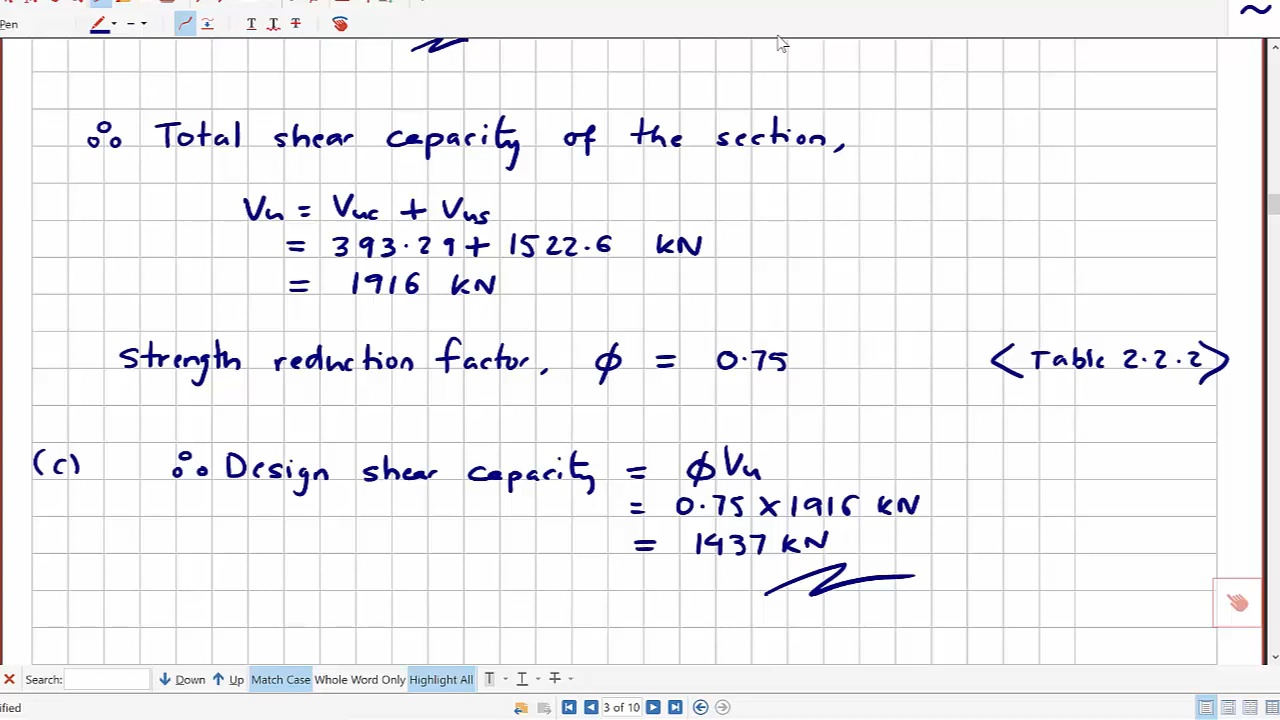 Pen
∴ Total shear capacity of the section,
Vu = Vuc + Vus
= 393.29 + 1522.6 kN
= 1916 kN
Strength reduction factor, ϕ = 0.75 <Table 2.2.2>
(c) ∴ Design shear capacity = ϕVu
= 0.75 × 1916 kN
= 1437 kN
Search: Down Up Match Case Whole Word Only Highlight All
ified 3 of 10